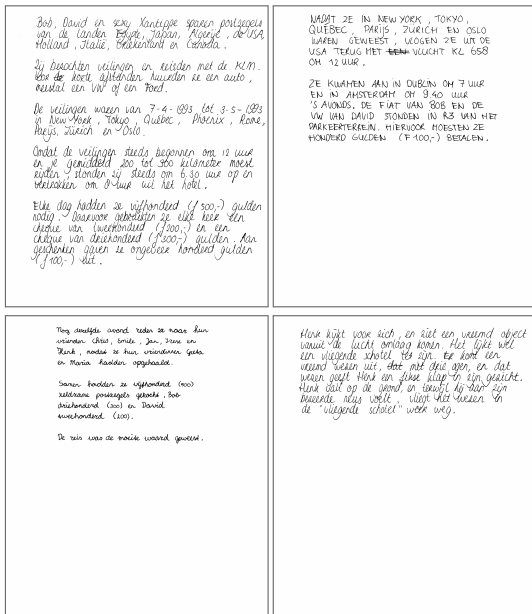 Bob, David en sexy Xantippe sparen postzegels
van de landen Egypte, Japan, Algerije, de USA,
Holland, Italië, Griekenland en Canada.
Zij bezochten veilingen en reisden met de KLM.
Voor korte afstanden huurden ze een auto,
meestal een VW of een Ford.
De veilingen waren van 7-4-1993 tot 3-5-1993
in New York, Tokyo, Québec, Phoenix, Rome,
Parijs, Zürich en Oslo.
Omdat de veilingen steeds begonnen om 12 uur
en je gemiddeld 200 tot 300 kilometer moest
rijden, stonden zij steeds om 6.30 uur op en
vertrokken om 8 uur uit het hotel.
Elke dag hadden ze vijfhonderd (f 500,-) gulden
nodig. Daarvoor gebruikten ze elke keer een
cheque van tweehonderd (f 200,-) en een
cheque van driehonderd (f 300,-) gulden. Aan
geschenken gaven ze ongeveer honderd gulden
(f 100,-) uit.
NADAT ZE IN NEW YORK, TOKYO,
QUÉBEC, PARIJS, ZÜRICH EN OSLO
WAREN GEWEEST, VLOGEN ZE UIT DE
USA TERUG MET VLUCHT KL 658
OM 12 UUR.
ZE KWAMEN AAN IN DUBLIN OM 7 UUR
EN IN AMSTERDAM OM 9.40 UUR
'S AVONDS. DE FIAT VAN BOB EN DE
VW VAN DAVID STONDEN IN R3 VAN HET
PARKEERTERREIN. HIERVOOR MOESTEN ZE
HONDERD GULDEN (F 100,-) BETALEN.
Nog dezelfde avond reden ze naar hun
vrienden Chris, Emile, Jan, Irene en
Henk, nadat ze hun vriendinnen Greta
en Maria hadden opgehaald.
Samen hadden ze vijfhonderd (500)
zeldzame postzegels gekocht, Bob
driehonderd (300) en David
tweehonderd (200).
De reis was de moeite waard geweest.
Henk kijkt voor zich, en ziet een vreemd object
vanuit de lucht omlaag komen. Het lijkt wel
een vliegende schotel te zijn. Er komt een
vreemd wezen uit, met drie ogen, en dat
wezen geeft Henk een fikse klap in zijn gezicht.
Henk valt op de grond, en terwijl hij aan zijn
bezeerde neus voelt, vliegt het wezen in
de "vliegende schotel" weer weg.